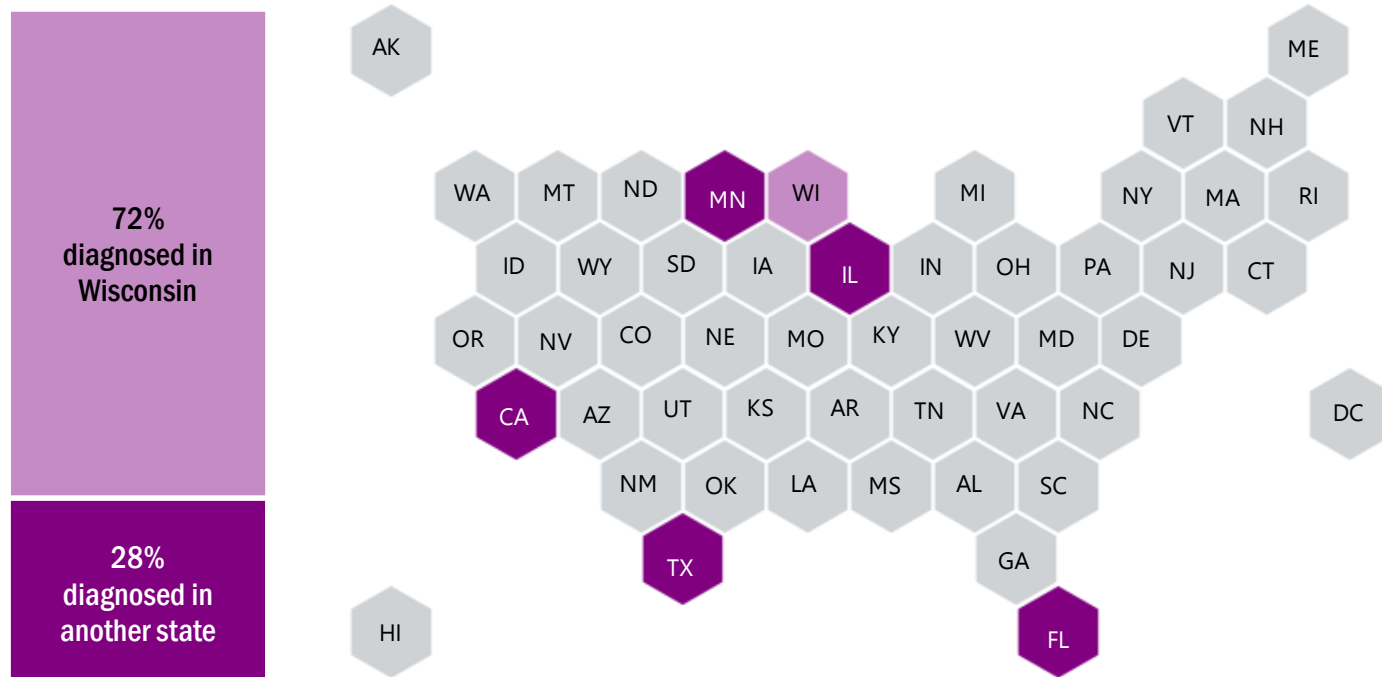 72%
diagnosed in
Wisconsin
28%
diagnosed in
another state
AK
ME
VT
NH
WA
MT
ND
MN
WI
MI
NY
MA
RI
ID
WY
SD
IA
IL
IN
OH
PA
NJ
CT
OR
NV
CO
NE
MO
KY
WV
MD
DE
CA
AZ
UT
KS
AR
TN
VA
NC
DC
NM
OK
LA
MS
AL
SC
TX
GA
HI
FL